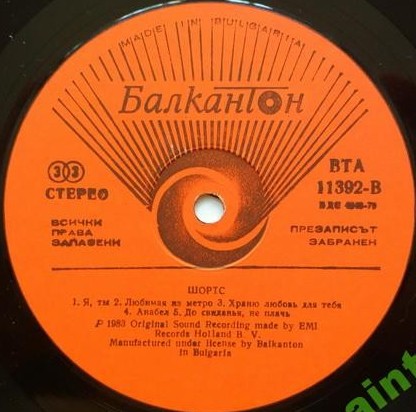 MADE IN BULGARIA
Балкантон
33
СТЕРЕО
ВСИЧКИ
ПРАВА
ЗАПАЗЕНИ
ВТА
11392-В
БДС
ПРЕЗАПИСЪТ
ЗАБРАНЕН
ШОРТС
1. Я, ты 2. Любимая из метро 3. Храню любовь для тебя
4. Анабел 5. До свиданья, не плачь
P 1983 Original Sound Recording made by EMI
Records Holland B. V.
Manufactured under license by Balkanton
in Bulgaria
aint